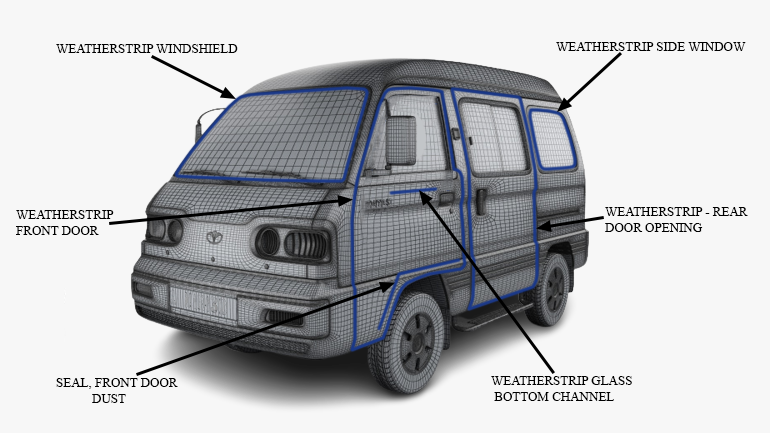 WEATHERSTRIP WINDSHIELD
WEATHERSTRIP SIDE WINDOW
WEATHERSTRIP
FRONT DOOR
WEATHERSTRIP - REAR
DOOR OPENING
SEAL, FRONT DOOR
DUST
WEATHERSTRIP GLASS
BOTTOM CHANNEL